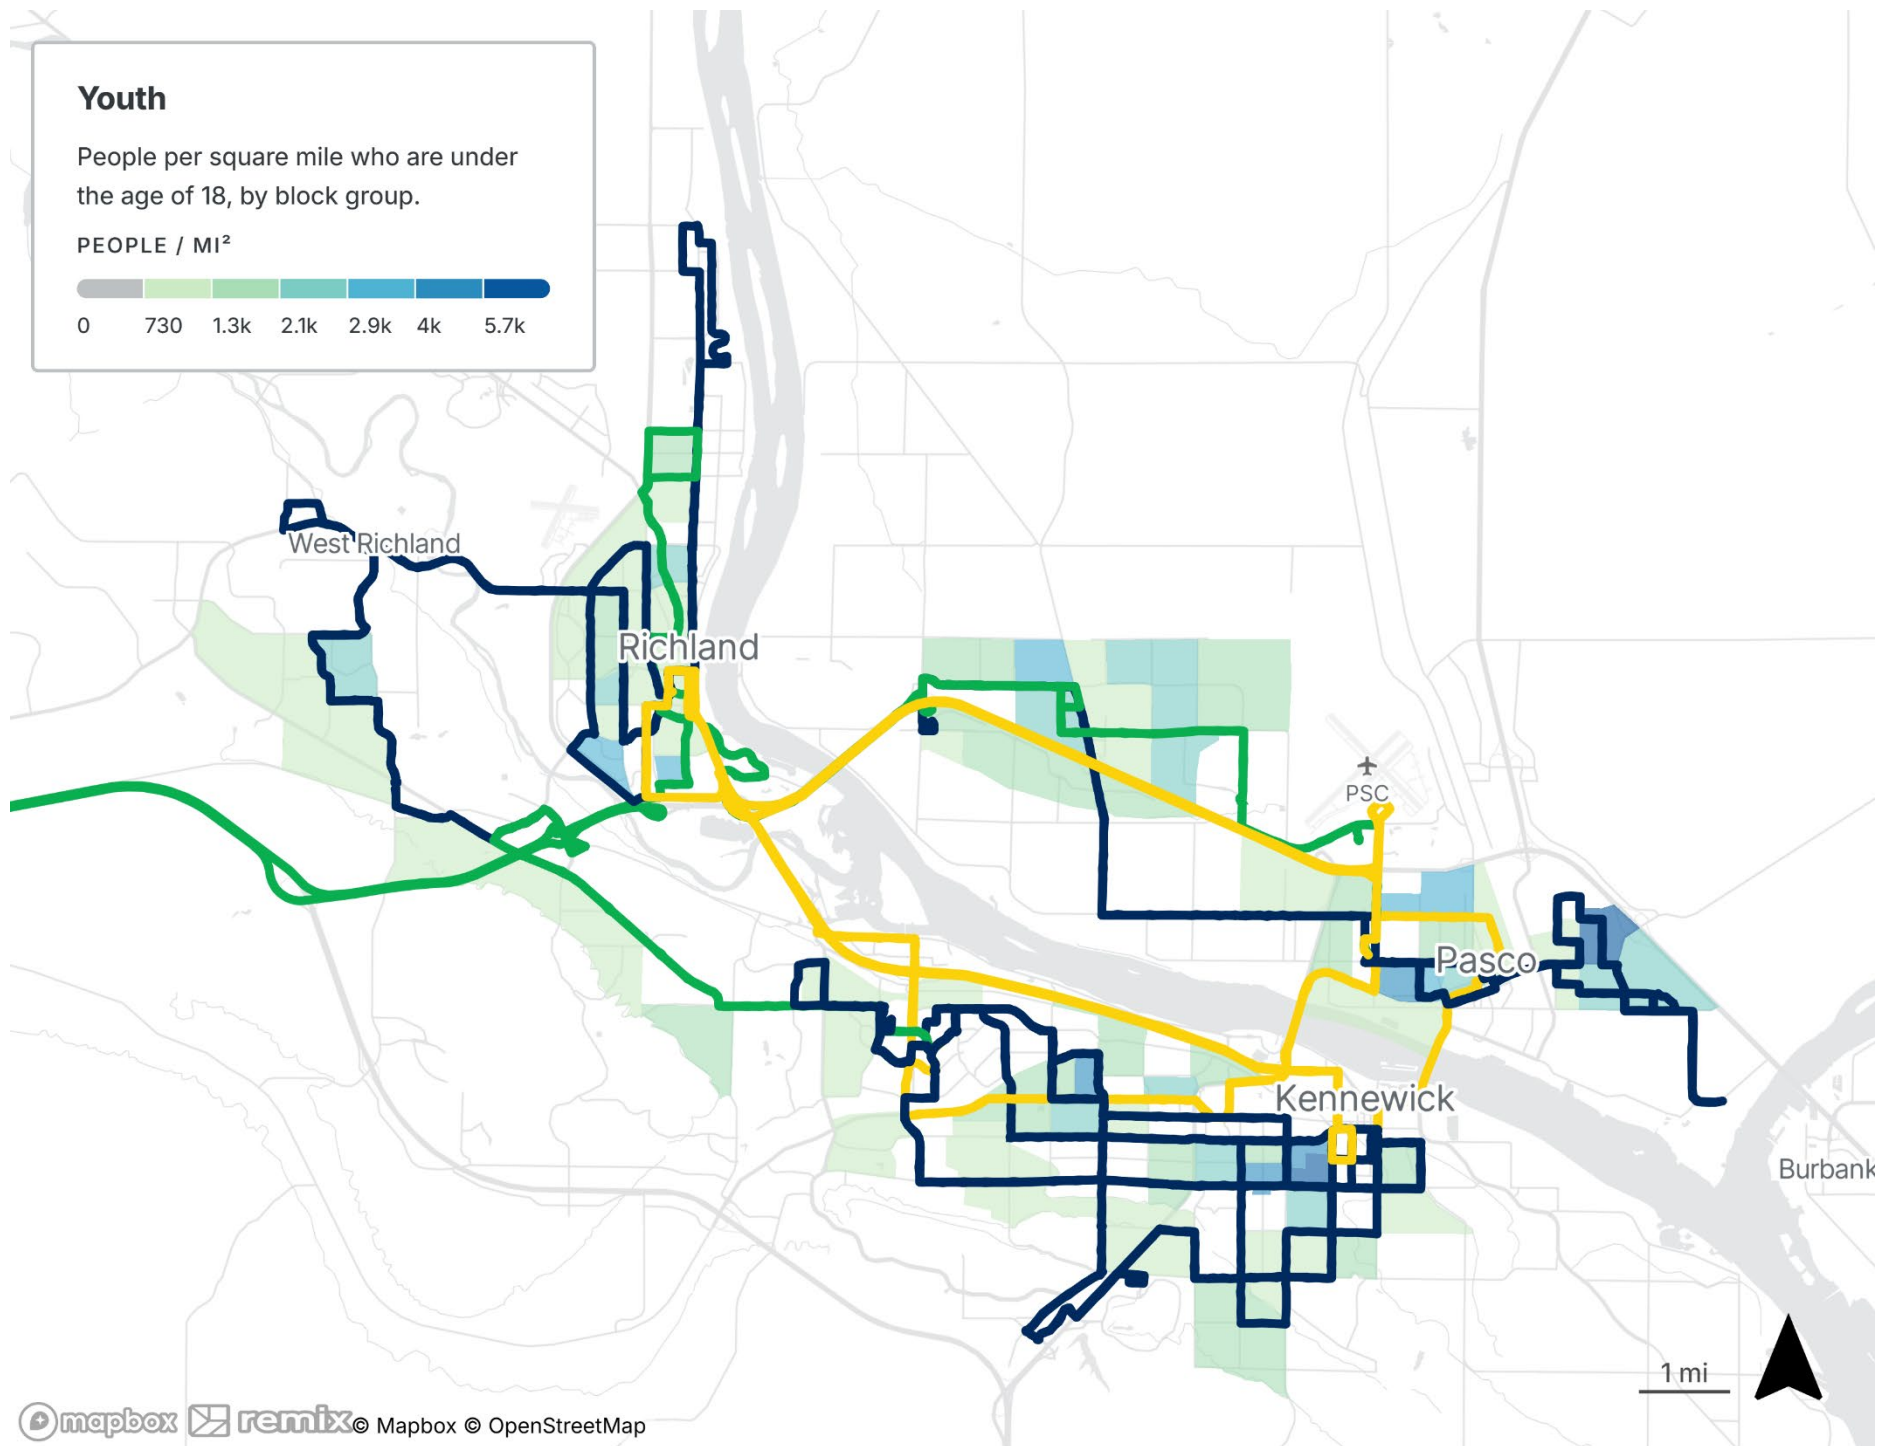 Youth
People per square mile who are under
the age of 18, by block group.
PEOPLE / MI²
0 730 1.3k 2.1k 2.9k 4k 5.7k
West Richland
Richland
PSC
Pasco
Kennewick
Burbank
1 mi
mapbox remix © Mapbox © OpenStreetMap